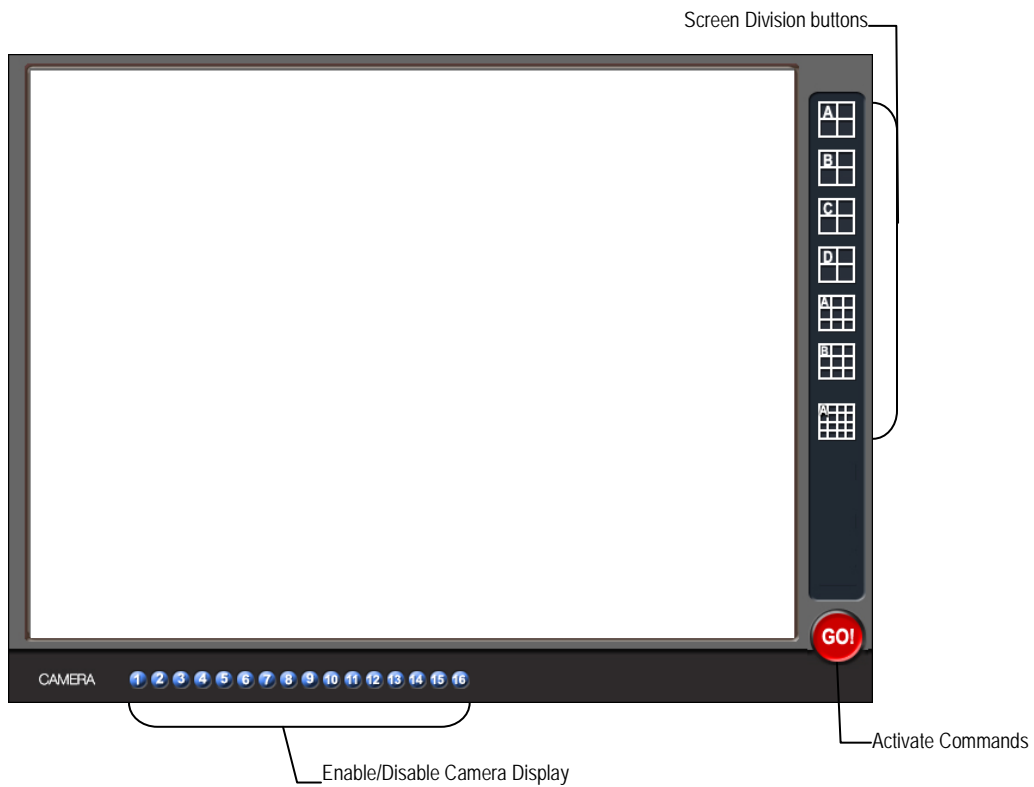 Screen Division buttons
A
B
C
D
A
B
A
GO!
CAMERA 1 2 3 4 5 6 7 8 9 10 11 12 13 14 15 16
Activate Commands
Enable/Disable Camera Display